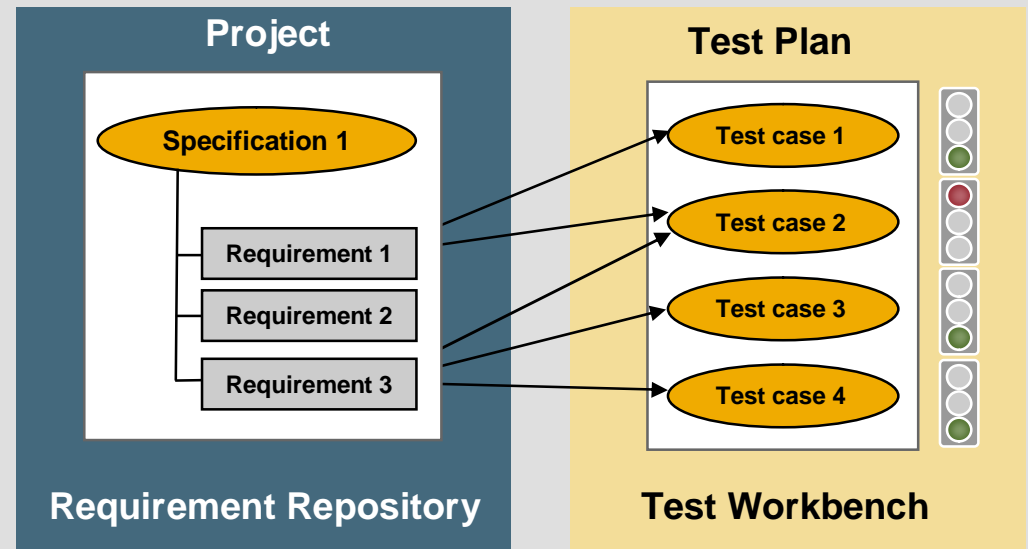 Project
Specification 1
Requirement 1
Requirement 2
Requirement 3
Requirement Repository
Test Plan
Test case 1
Test case 2
Test case 3
Test case 4
Test Workbench